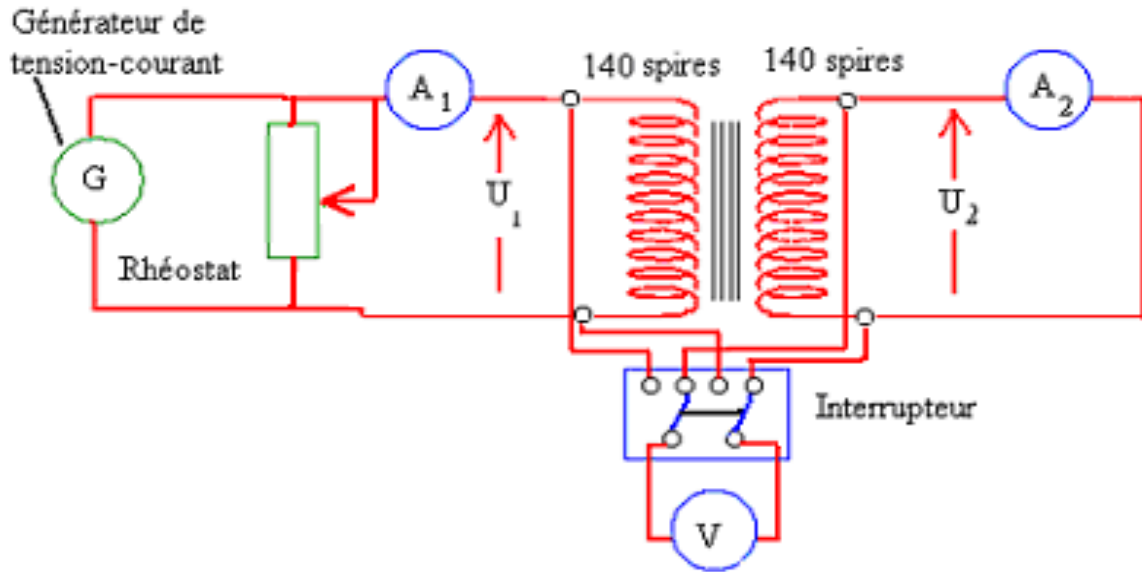 Générateur de
tension-courant
A1
140 spires
140 spires
A2
G
U1
U2
Rhéostat
Interrupteur
V